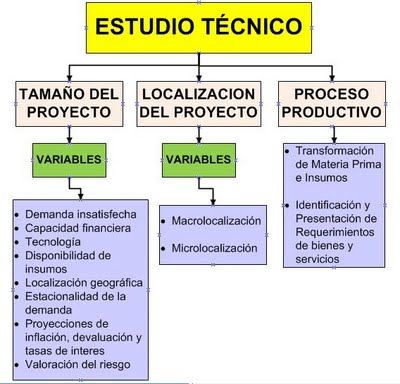 ESTUDIO TÉCNICO
TAMAÑO DEL
PROYECTO
LOCALIZACION
DEL PROYECTO
PROCESO
PRODUCTIVO
VARIABLES
VARIABLES
• Demanda insatisfecha
• Capacidad financiera
• Tecnología
• Disponibilidad de
insumos
• Localización geográfica
• Estacionalidad de la
demanda
• Proyecciones de
inflación, devaluación y
tasas de interes
• Valoración del riesgo
• Macrolocalización
• Microlocalización
• Transformación
de Materia Prima
e Insumos
• Identificación y
Presentación de
Requerimientos
de bienes y
servicios